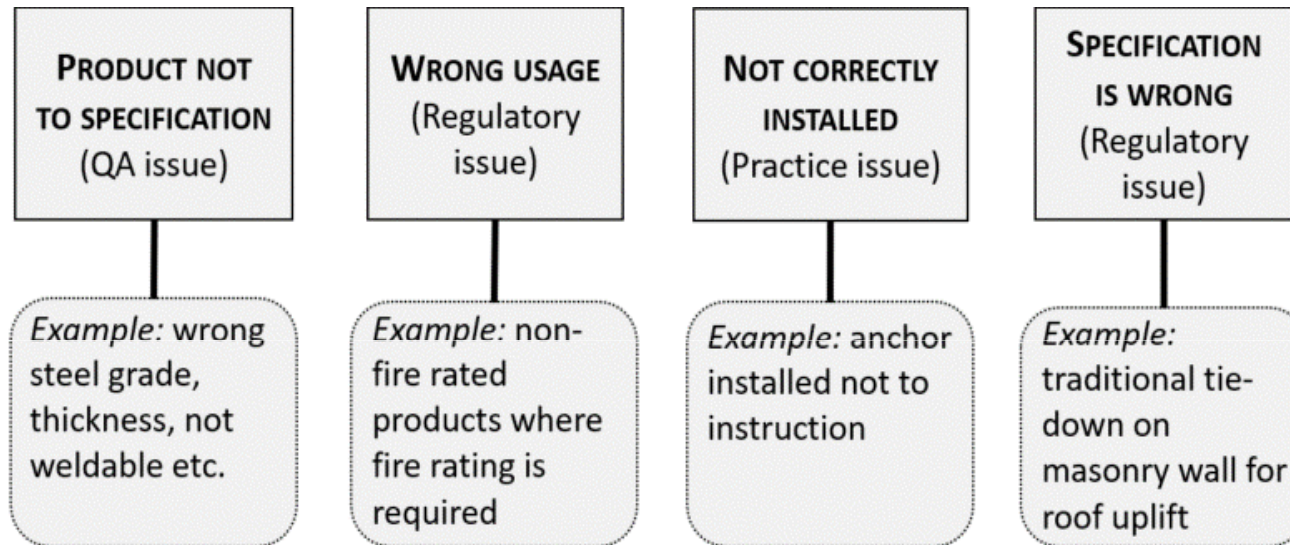 PRODUCT NOT
TO SPECIFICATION
(QA issue)
WRONG USAGE
(Regulatory
issue)
NOT CORRECTLY
INSTALLED
(Practice issue)
SPECIFICATION
IS WRONG
(Regulatory
issue)
Example: wrong
steel grade,
thickness, not
weldable etc.
Example: non-
fire rated
products where
fire rating is
required
Example: anchor
installed not to
instruction
Example:
traditional tie-
down on
masonry wall for
roof uplift